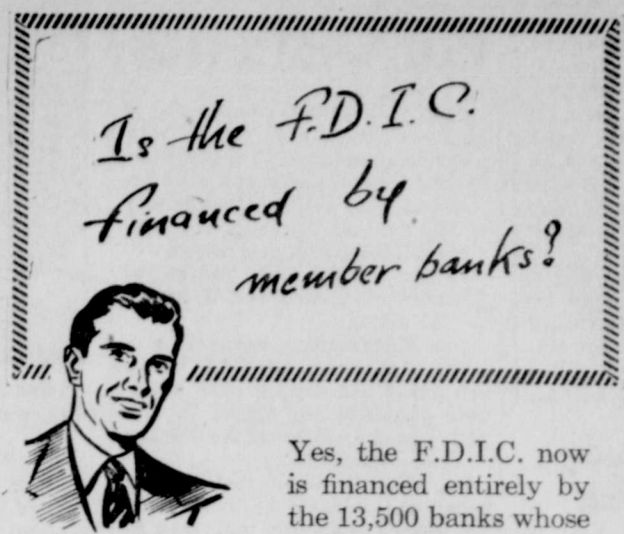 Is the F.D.I.C.
financed by
member banks?
Yes, the F.D.I.C. now
is financed entirely by
the 13,500 banks whose